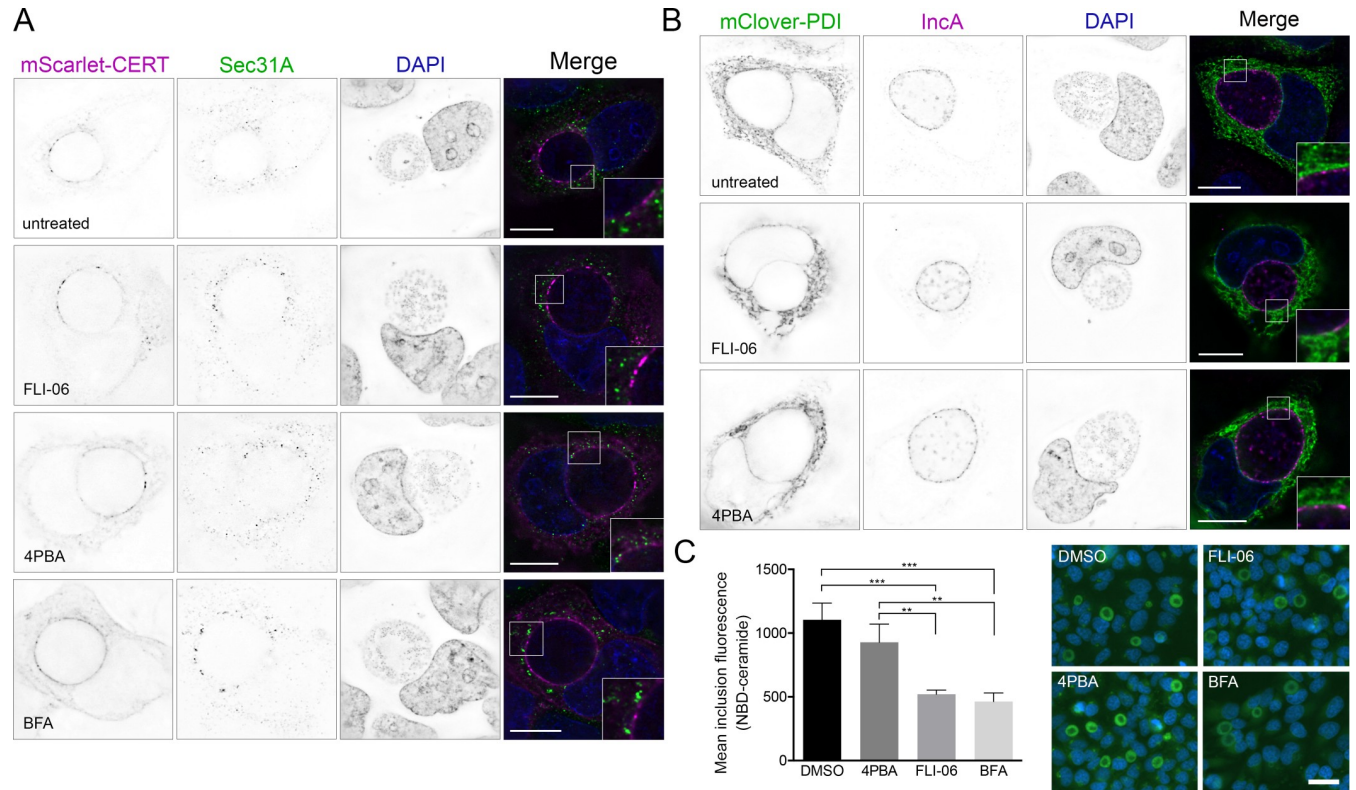 A
mScarlet-CERT Sec31A DAPI Merge
untreated
FLI-06
4PBA
BFA
B
mClover-PDI IncA DAPI Merge
untreated
FLI-06
4PBA
C
Mean inclusion fluorescence
(NBD-ceramide)
1500
1000
500
0
***
***
**
**
DMSO 4PBA FLI-06 BFA
DMSO FLI-06
4PBA BFA